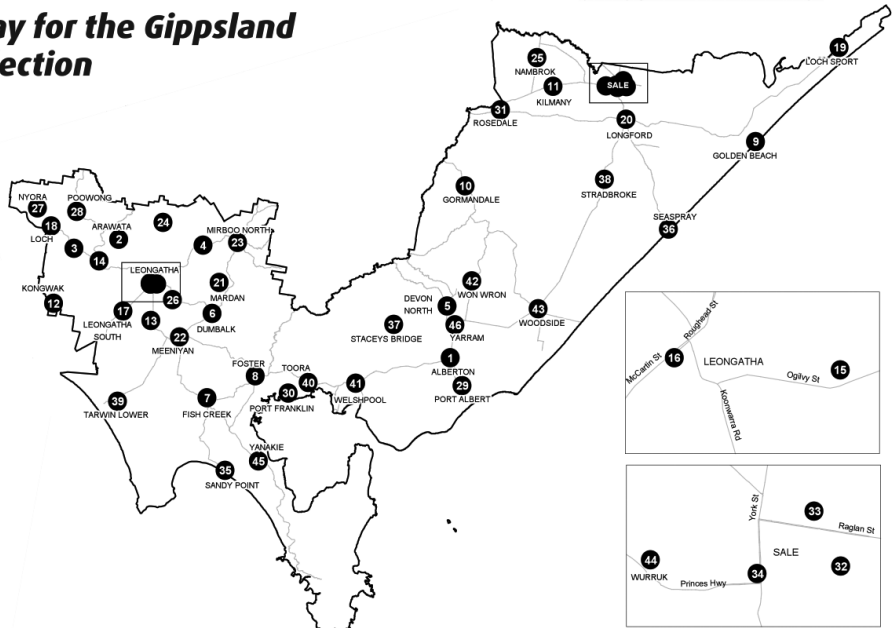 ay for the Gippsland
ection
19
LOCH SPORT
25
NAMBROK
11
KILMANY
SALE
31
ROSEDALE
20
LONGFORD
9
GOLDEN BEACH
10
GORMANDALE
38
STRADBROKE
SEASPRAY
36
NYORA
27
POOWONG
28
18
LOCH
ARAWATA
2
24
3
14
4
MIRBOO NORTH
23
LEONGATHA
KONGWAK
12
17
LEONGATHA
SOUTH
26
13
21
MARDAN
6
DUMBALK
22
MEENIYAN
42
WON WRON
DEVON
NORTH
5
37
STACEYS BRIDGE
46
YARRAM
43
WOODSIDE
1
ALBERTON
29
PORT ALBERT
FOSTER
8
TOORA
40
30
PORT FRANKLIN
41
WELSHPOOL
39
TARWIN LOWER
7
FISH CREEK
YANAKIE
45
35
SANDY POINT
Roughead St
McCartin St
16
LEONGATHA
15
Ogilvy St
Koonwarra Rd
York St
33
Raglan St
SALE
44
WURRUK
Princes Hwy
34
32